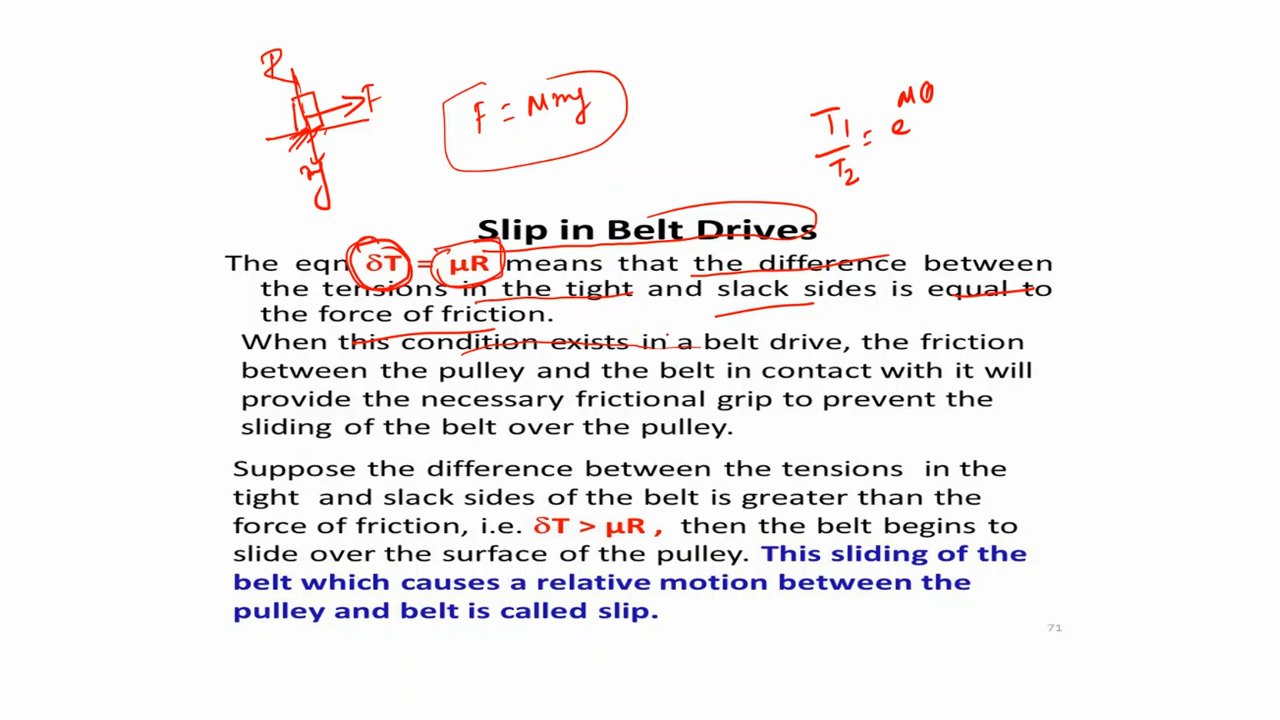 R
F
mg
F = μmg
T1/T2 = e^μθ
Slip in Belt Drives
The eqn δT = μR means that the difference between
the tensions in the tight and slack sides is equal to
the force of friction.
When this condition exists in a belt drive, the friction
between the pulley and the belt in contact with it will
provide the necessary frictional grip to prevent the
sliding of the belt over the pulley.
Suppose the difference between the tensions in the
tight and slack sides of the belt is greater than the
force of friction, i.e. δT > μR , then the belt begins to
slide over the surface of the pulley. This sliding of the
belt which causes a relative motion between the
pulley and belt is called slip.
71